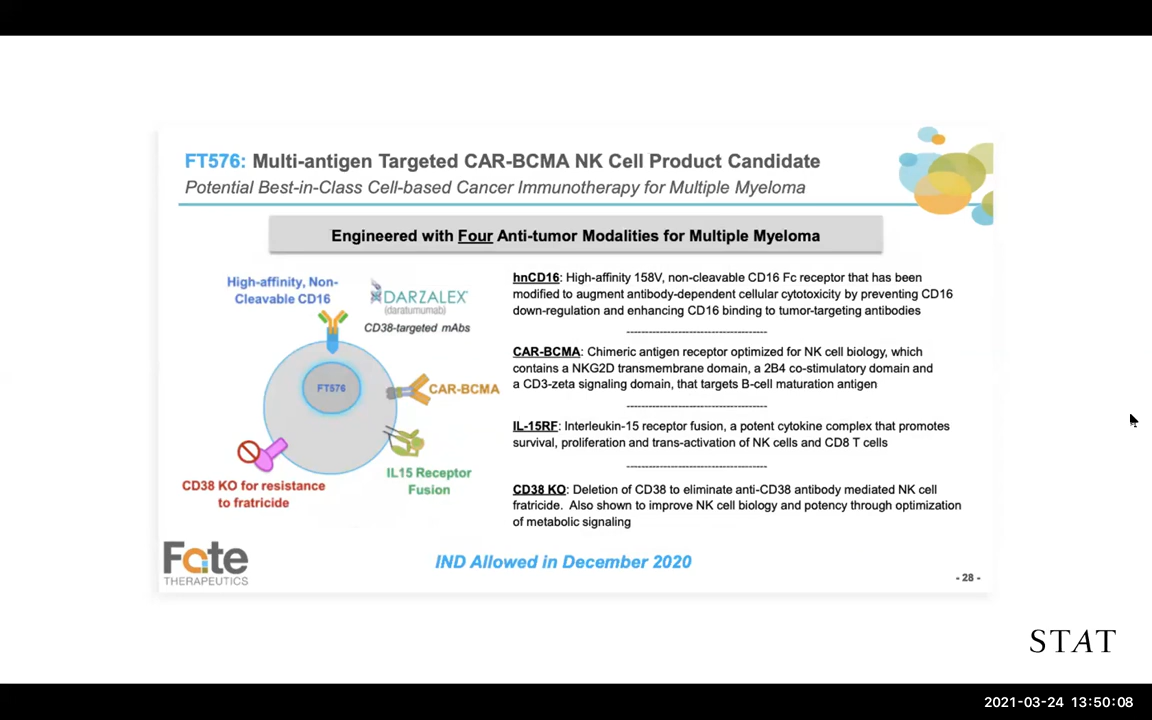 FT576: Multi-antigen Targeted CAR-BCMA NK Cell Product Candidate
Potential Best-in-Class Cell-based Cancer Immunotherapy for Multiple Myeloma
Engineered with Four Anti-tumor Modalities for Multiple Myeloma
High-affinity, Non-
Cleavable CD16
DARZALEX
(daratumumab)
CD38-targeted mAbs
FT576
CAR-BCMA
IL15 Receptor
Fusion
CD38 KO for resistance
to fratricide
hnCD16: High-affinity 158V, non-cleavable CD16 Fc receptor that has been
modified to augment antibody-dependent cellular cytotoxicity by preventing CD16
down-regulation and enhancing CD16 binding to tumor-targeting antibodies
------------------------------------
CAR-BCMA: Chimeric antigen receptor optimized for NK cell biology, which
contains a NKG2D transmembrane domain, a 2B4 co-stimulatory domain and
a CD3-zeta signaling domain, that targets B-cell maturation antigen
------------------------------------
IL-15RF: Interleukin-15 receptor fusion, a potent cytokine complex that promotes
survival, proliferation and trans-activation of NK cells and CD8 T cells
------------------------------------
CD38 KO: Deletion of CD38 to eliminate anti-CD38 antibody mediated NK cell
fratricide. Also shown to improve NK cell biology and potency through optimization
of metabolic signaling
Fate
THERAPEUTICS
IND Allowed in December 2020
- 28 -
STAT
2021-03-24 13:50:08